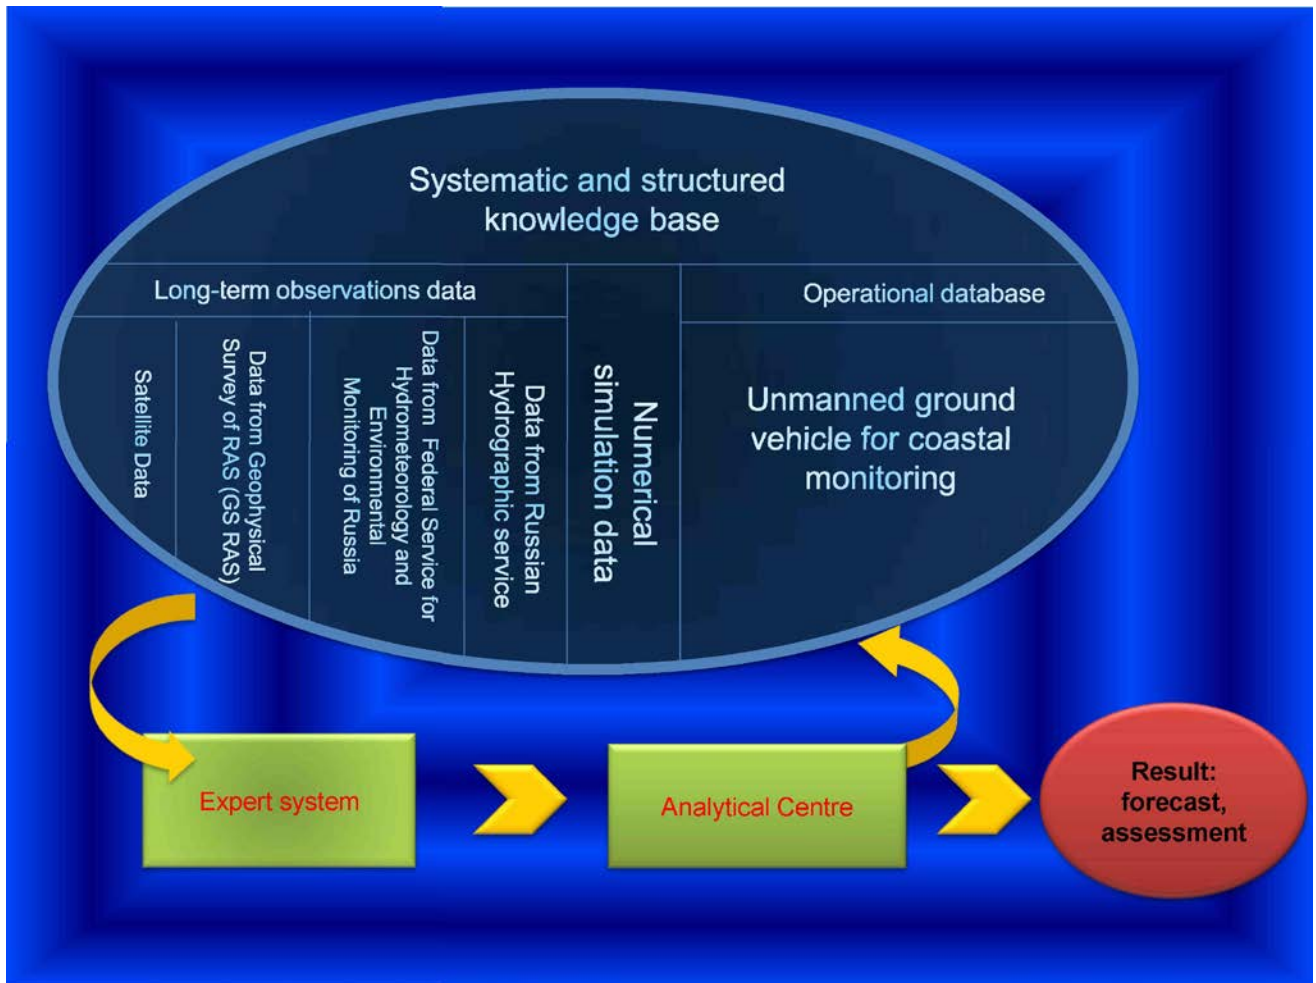 Systematic and structured
knowledge base
Long-term observations data
Operational database
Satellite Data
Data from Geophysical
Survey of RAS (GS RAS)
Data from Federal Service for
Hydrometeorology and
Environmental
Monitoring of Russia
Data from Russian
Hydrographic service
Numerical
simulation data
Unmanned ground
vehicle for coastal
monitoring
Expert system
Analytical Centre
Result:
forecast,
assessment